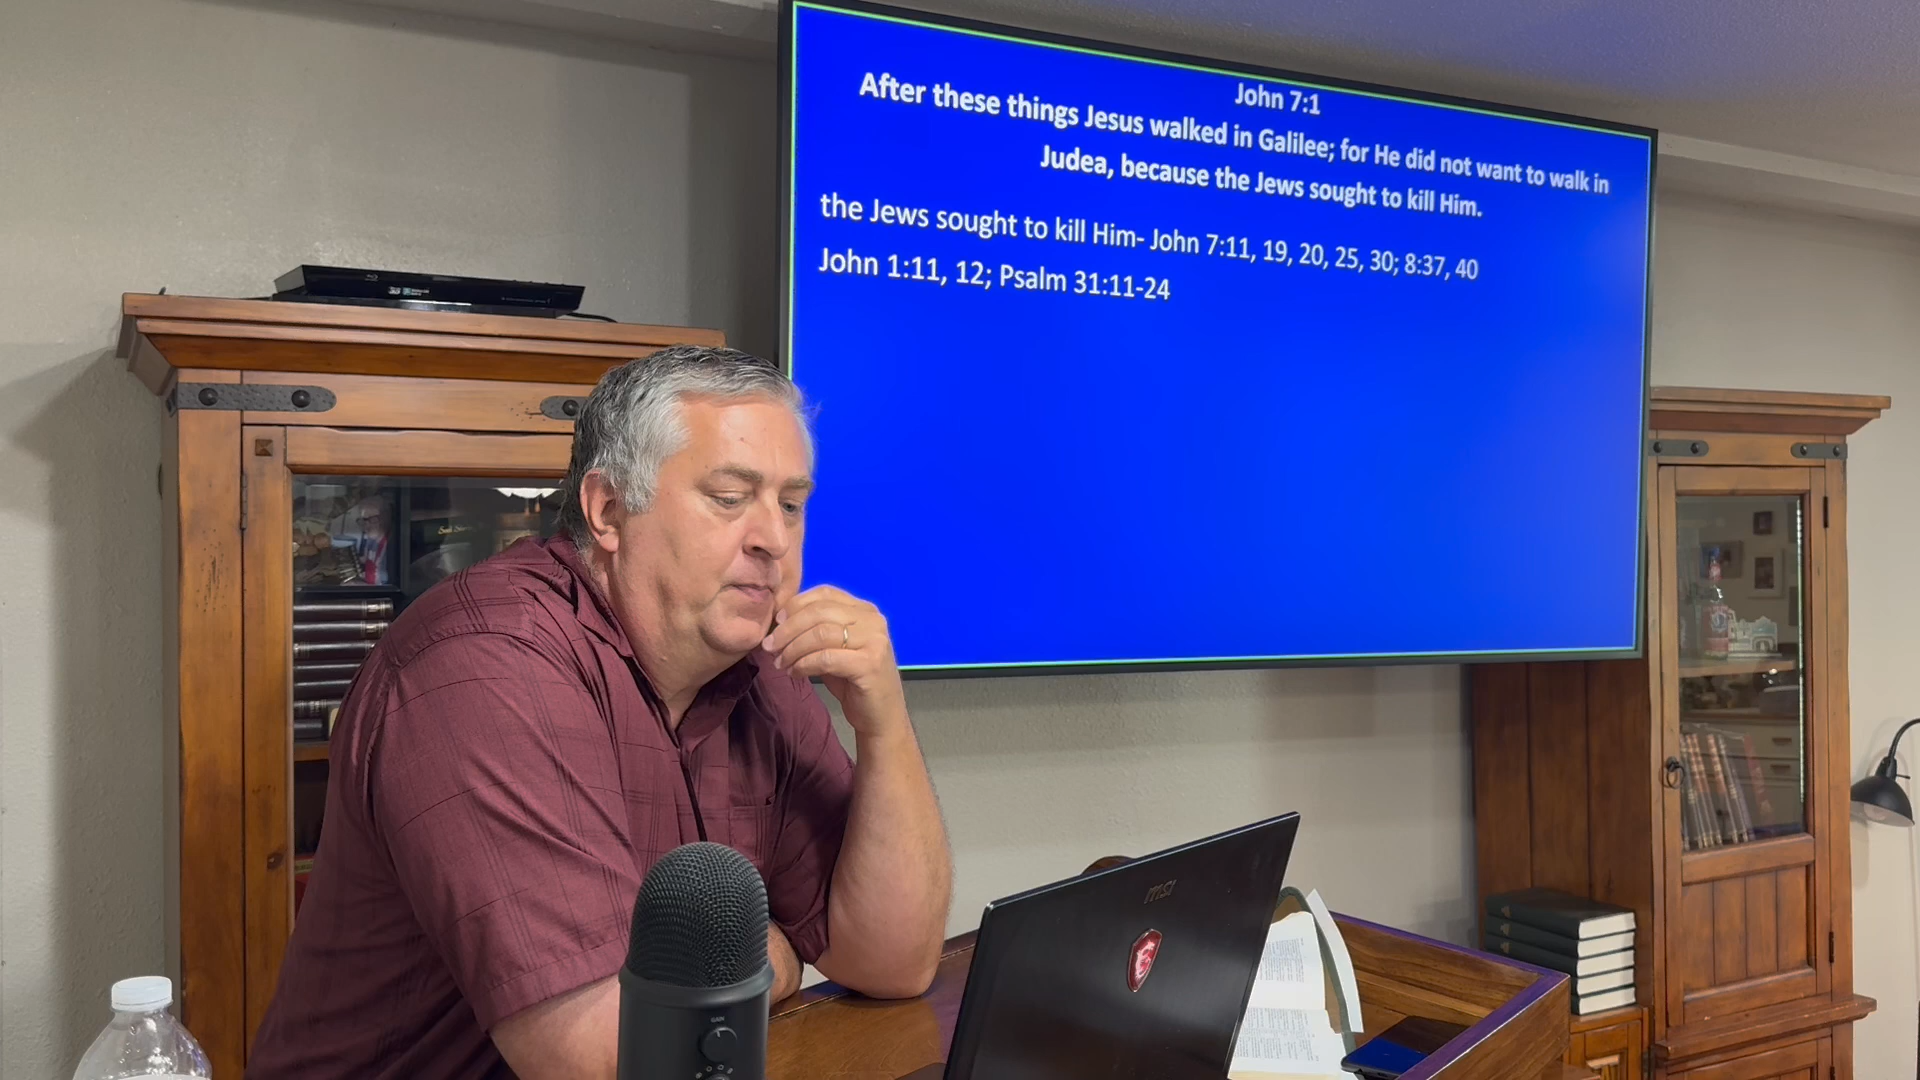 John 7:1
After these things Jesus walked in Galilee; for He did not want to walk in
Judea, because the Jews sought to kill Him.
the Jews sought to kill Him- John 7:11, 19, 20, 25, 30; 8:37, 40
John 1:11, 12; Psalm 31:11-24
msi
GAIN